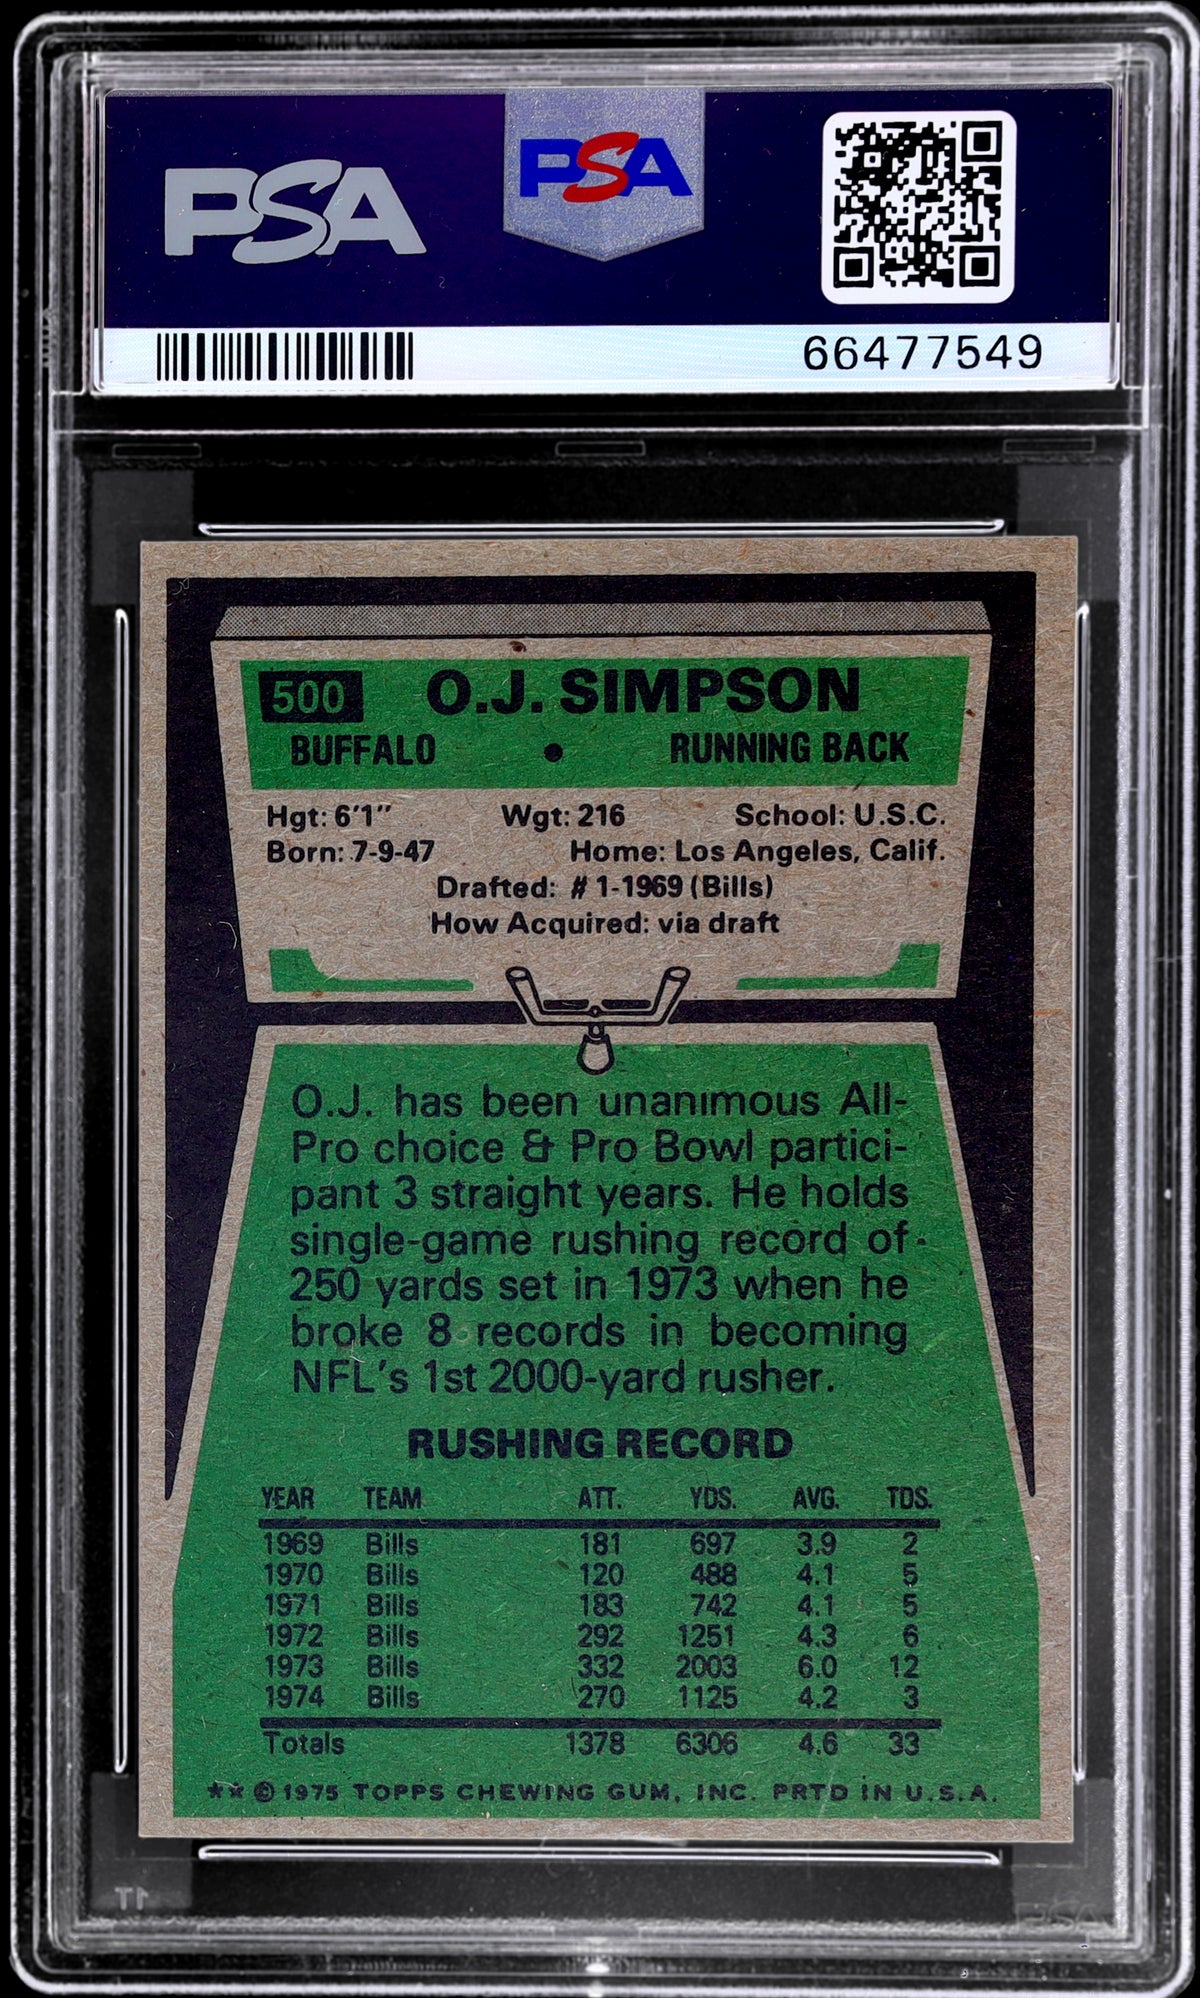 PSA
PSA
66477549
500 O.J. SIMPSON
BUFFALO • RUNNING BACK
Hgt: 6'1" Wgt: 216 School: U.S.C.
Born: 7-9-47 Home: Los Angeles, Calif.
Drafted: #1-1969 (Bills)
How Acquired: via draft
O.J. has been unanimous All-
Pro choice & Pro Bowl partici-
pant 3 straight years. He holds
single-game rushing record of
250 yards set in 1973 when he
broke 8 records in becoming
NFL's 1st 2000-yard rusher.
RUSHING RECORD
YEAR TEAM ATT. YDS. AVG. TDS.
1969 Bills 181 697 3.9 2
1970 Bills 120 488 4.1 5
1971 Bills 183 742 4.1 5
1972 Bills 292 1251 4.3 6
1973 Bills 332 2003 6.0 12
1974 Bills 270 1125 4.2 3
Totals 1378 6306 4.6 33
** © 1975 TOPPS CHEWING GUM, INC. PRTD IN U.S.A.
PSA